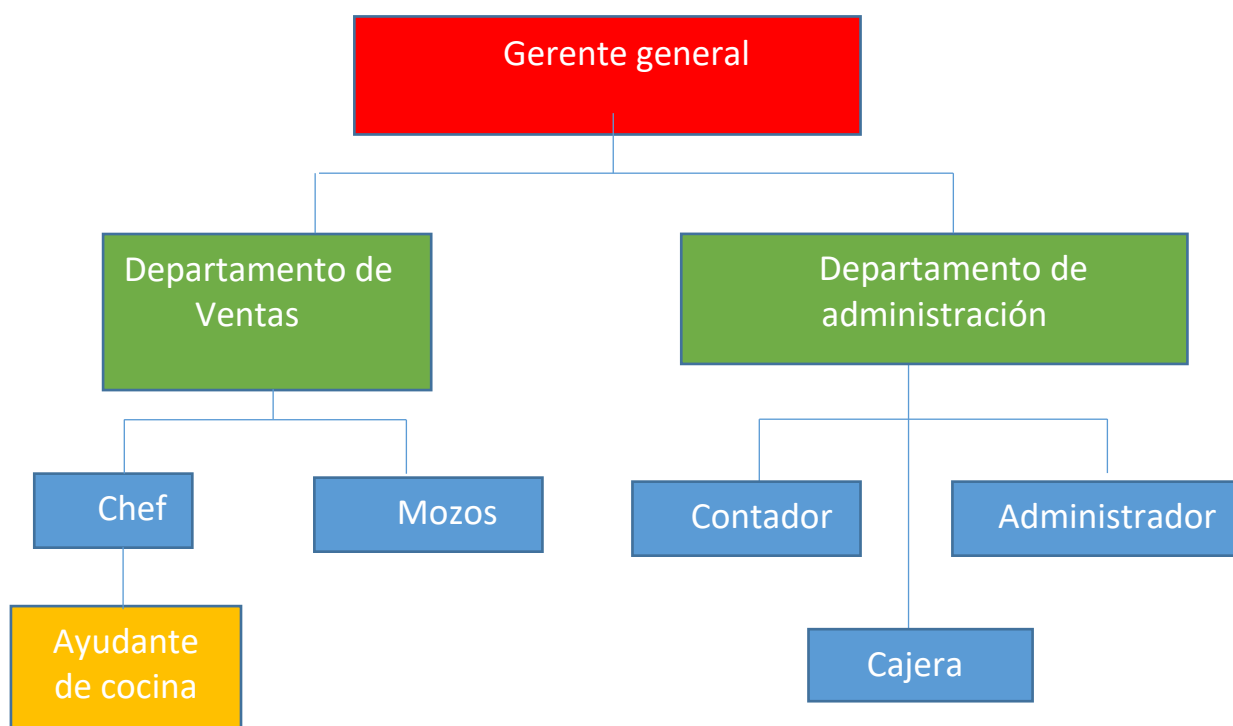 Gerente general
Departamento de
Ventas
Departamento de
administración
Chef
Mozos
Contador
Administrador
Ayudante
de cocina
Cajera